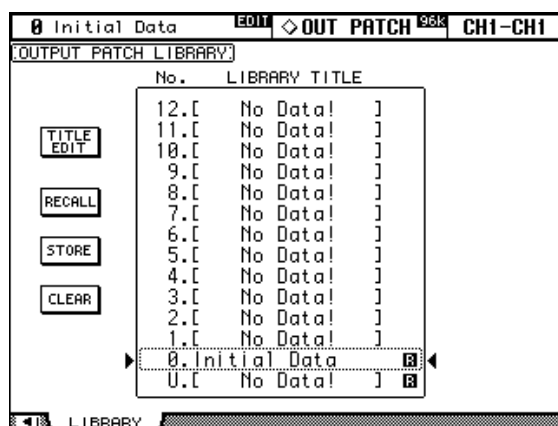 0 Initial Data EDIT ◇OUT PATCH 96k CH1-CH1
OUTPUT PATCH LIBRARY
No. LIBRARY TITLE
12.[ No Data! ]
11.[ No Data! ]
10.[ No Data! ]
9.[ No Data! ]
8.[ No Data! ]
7.[ No Data! ]
6.[ No Data! ]
5.[ No Data! ]
4.[ No Data! ]
3.[ No Data! ]
2.[ No Data! ]
1.[ No Data! ]
0.Initial Data R
U.[ No Data! ] R
TITLE
EDIT
RECALL
STORE
CLEAR
LIBRARY